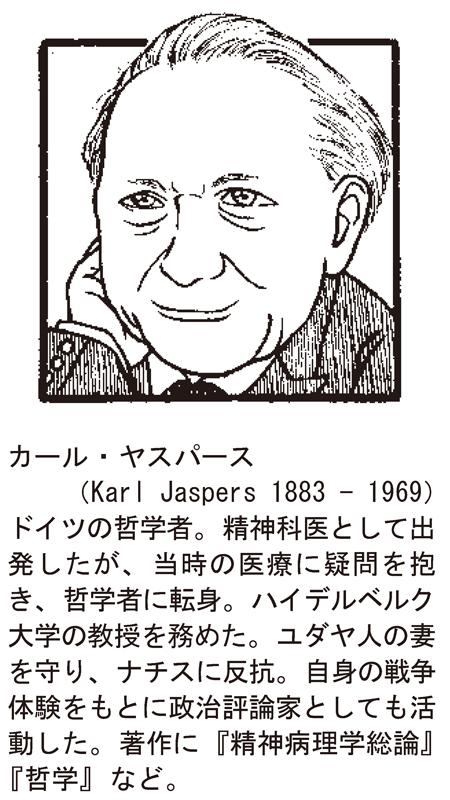 カール・ヤスパース
（Karl Jaspers 1883 − 1969）
ドイツの哲学者。精神科医として出
発したが、当時の医療に疑問を抱
き、哲学者に転身。ハイデルベルク
大学の教授を務めた。ユダヤ人の妻
を守り、ナチスに反抗。自身の戦争
体験をもとに政治評論家としても活
動した。著作に『精神病理学総論』
『哲学』など。